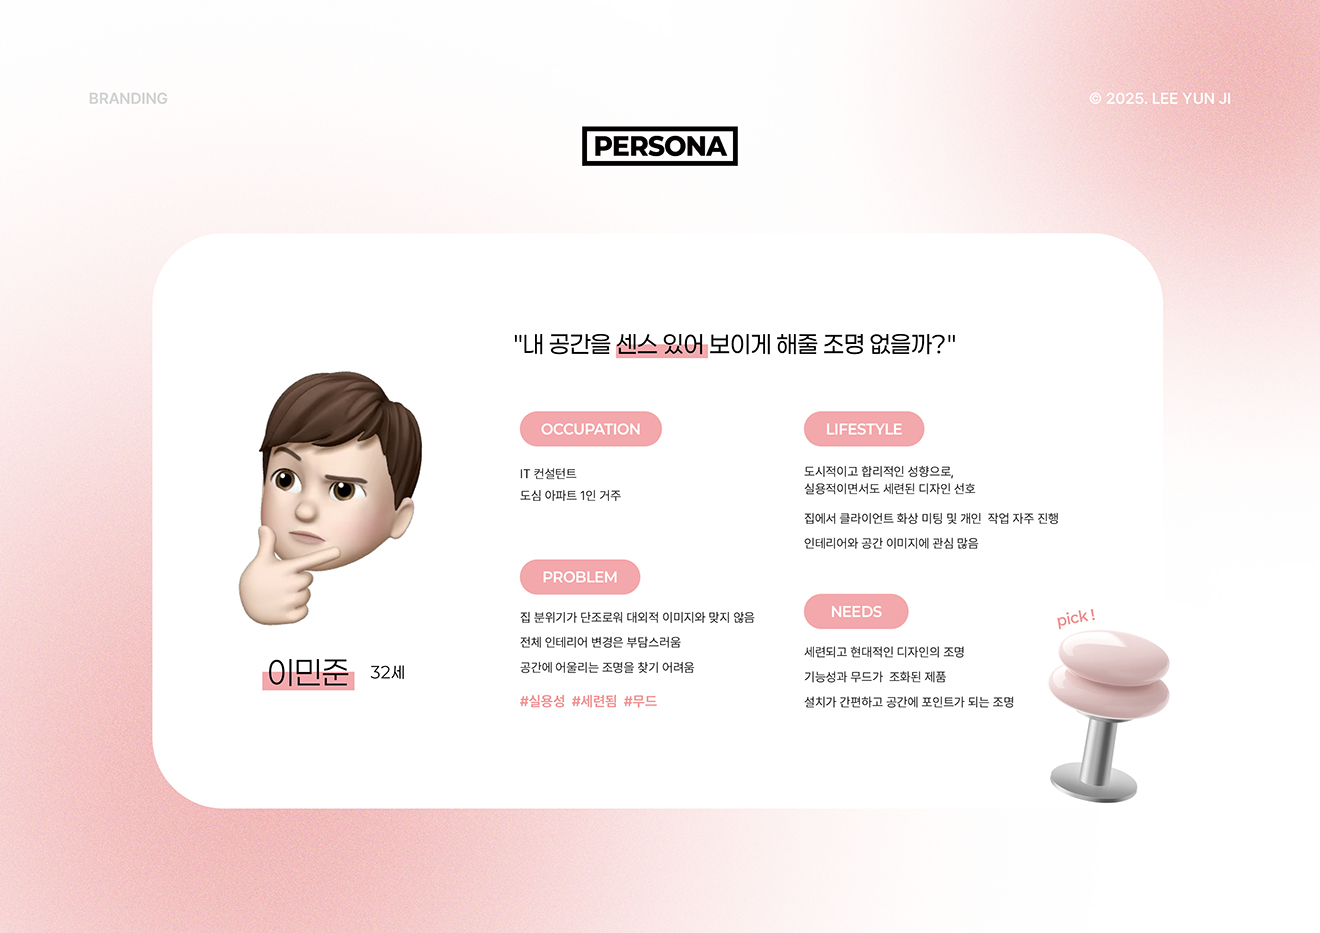 BRANDING
© 2025. LEE YUN JI
PERSONA
"내 공간을 센스 있어 보이게 해줄 조명 없을까?"
이민준 32세
OCCUPATION
IT 컨설턴트
도심 아파트 1인 거주
PROBLEM
집 분위기가 단조로워 대외적 이미지와 맞지 않음
전체 인테리어 변경은 부담스러움
공간에 어울리는 조명을 찾기 어려움
#실용성 #세련됨 #무드
LIFESTYLE
도시적이고 합리적인 성향으로,
실용적이면서도 세련된 디자인 선호
집에서 클라이언트 화상 미팅 및 개인 작업 자주 진행
인테리어와 공간 이미지에 관심 많음
NEEDS
세련되고 현대적인 디자인의 조명
기능성과 무드가 조화된 제품
설치가 간편하고 공간에 포인트가 되는 조명
pick!